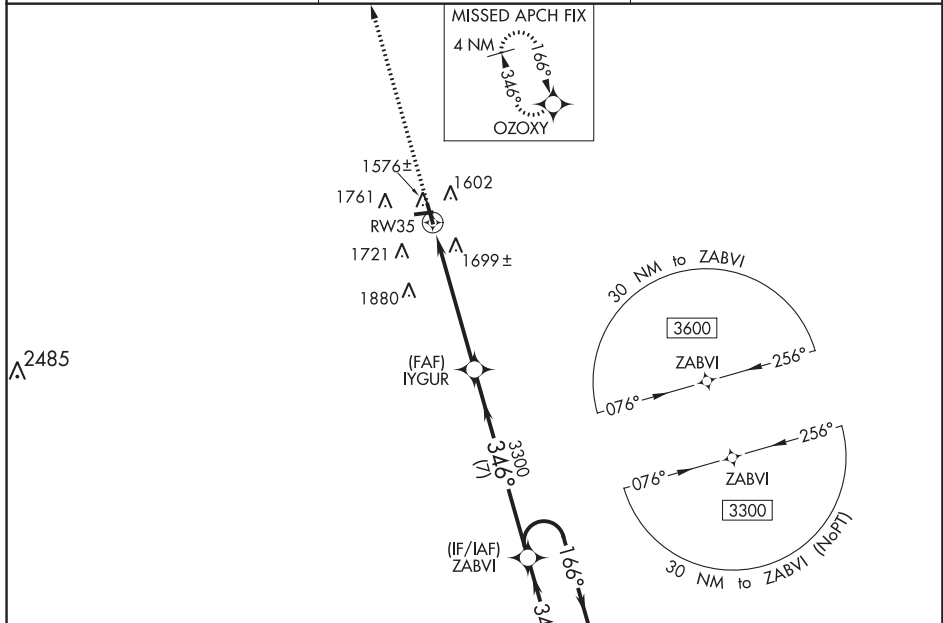 MISSED APCH FIX
4 NM
166°
346°
OZOXY
1576±
1602
1761
RW35
1721
1699±
1880
30 NM to ZABVI
3600
ZABVI
256°
076°
2485
(FAF)
IYGUR
3300
346°
(7)
256°
076°
ZABVI
3300
30 NM to ZABVI (NoPT)
(IF/IAF)
ZABVI
166°
34